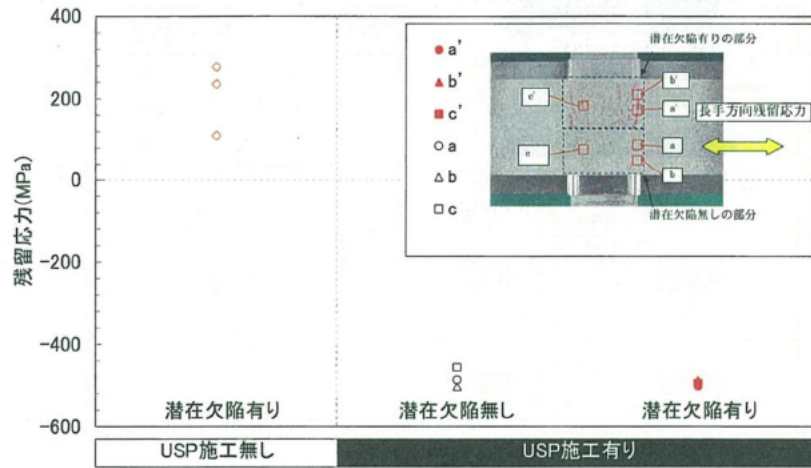 残留応力(MPa)
400
200
0
-200
-400
-600
a'
b'
c'
a
b
c
潜在欠陥有りの部分
c'
b'
a'
長手方向残留応力
c
a
b
潜在欠陥無しの部分
潜在欠陥有り
潜在欠陥無し
潜在欠陥有り
USP施工無し
USP施工有り